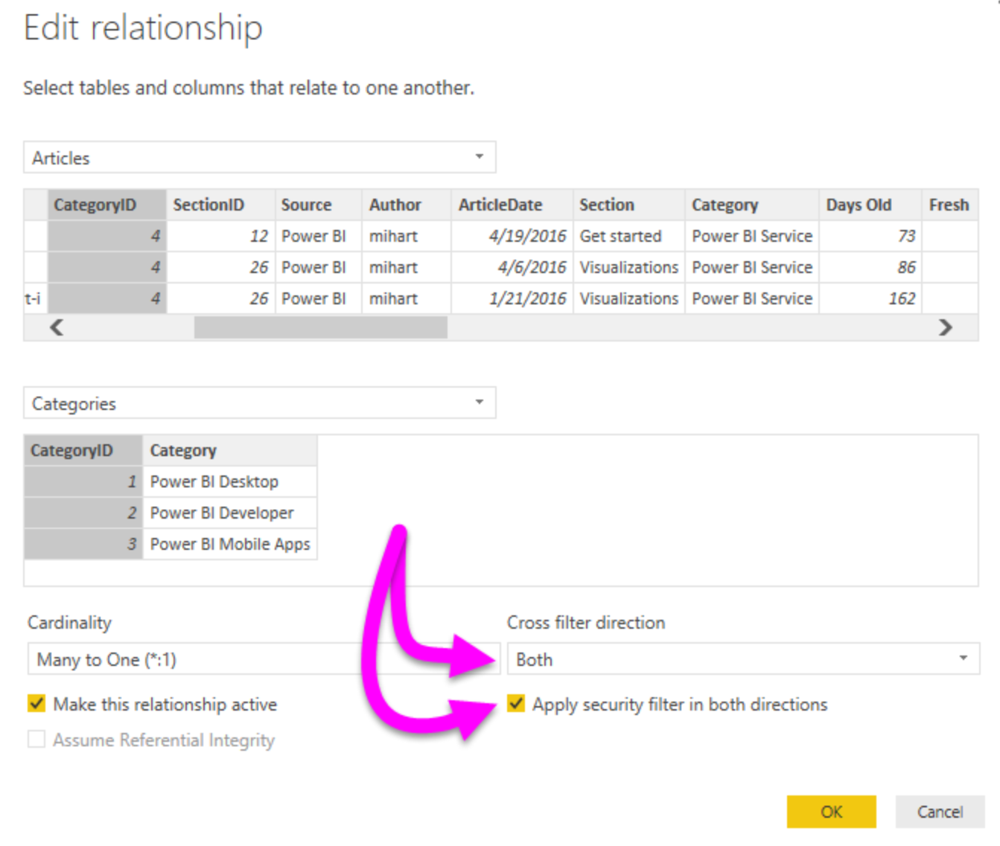 Edit relationship
Select tables and columns that relate to one another.
Articles
CategoryID SectionID Source Author ArticleDate Section Category Days Old Fresh
4 12 Power BI mihart 4/19/2016 Get started Power BI Service 73
4 26 Power BI mihart 4/6/2016 Visualizations Power BI Service 86
t-i 4 26 Power BI mihart 1/21/2016 Visualizations Power BI Service 162
Categories
CategoryID Category
1 Power BI Desktop
2 Power BI Developer
3 Power BI Mobile Apps
Cardinality Cross filter direction
Many to One (*:1) Both
Make this relationship active Apply security filter in both directions
Assume Referential Integrity
OK Cancel